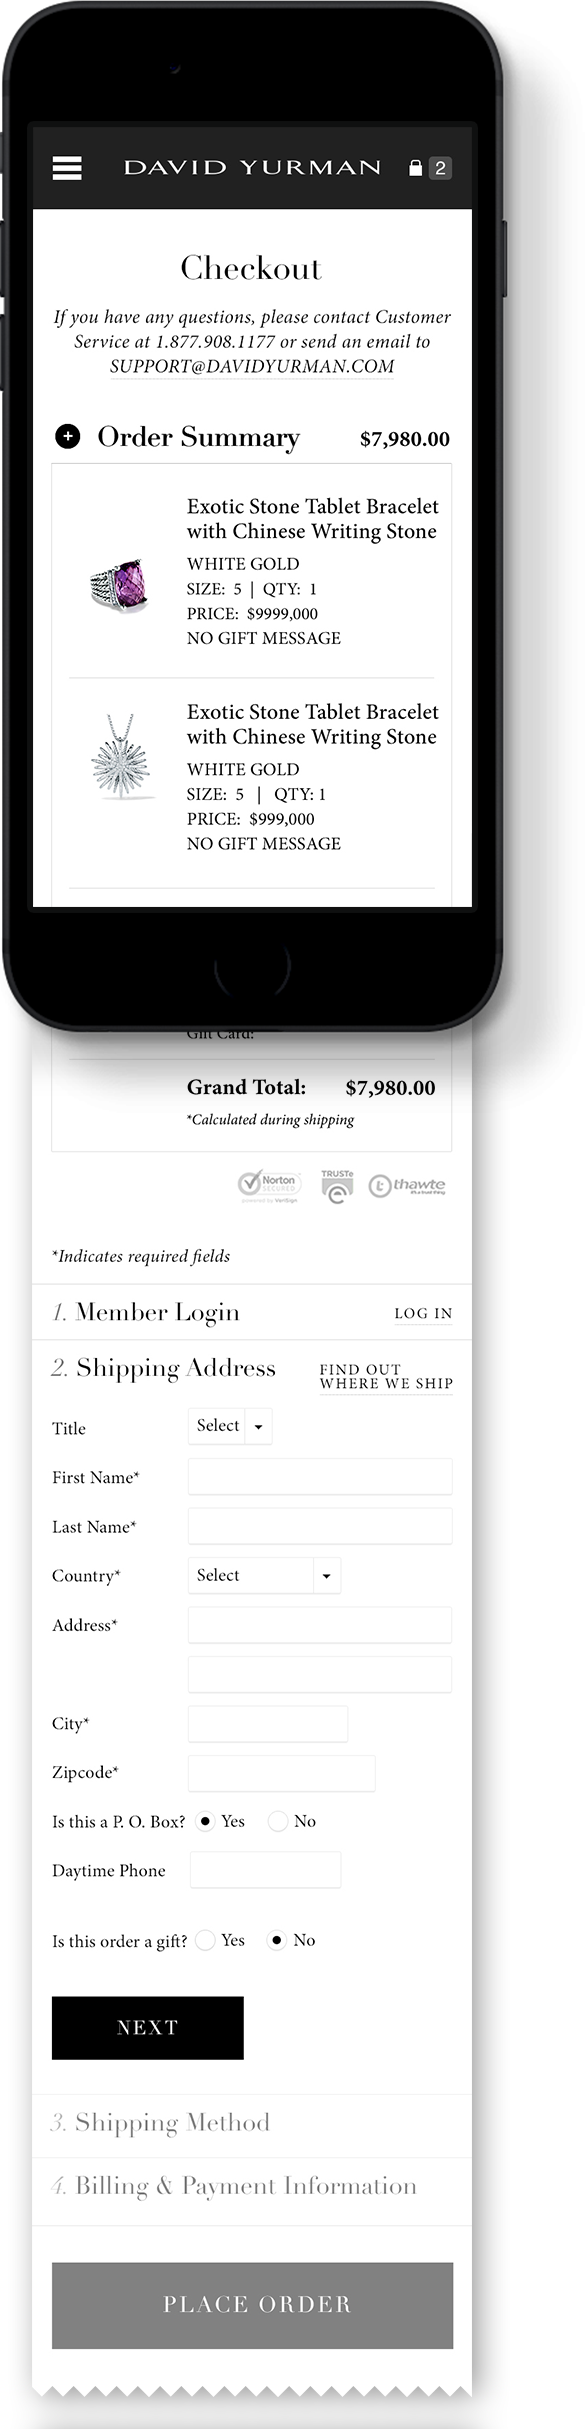 DAVID YURMAN 2
Checkout
If you have any questions, please contact Customer
Service at 1.877.908.1177 or send an email to
SUPPORT@DAVIDYURMAN.COM
Order Summary $7,980.00
Exotic Stone Tablet Bracelet
with Chinese Writing Stone
WHITE GOLD
SIZE: 5 | QTY: 1
PRICE: $9999,000
NO GIFT MESSAGE
Exotic Stone Tablet Bracelet
with Chinese Writing Stone
WHITE GOLD
SIZE: 5 | QTY: 1
PRICE: $999,000
NO GIFT MESSAGE
Gift Card:
Grand Total: $7,980.00
*Calculated during shipping
Norton TRUSTe thawte
SECURED
powered by VeriSign it's a trust thing
*Indicates required fields
1. Member Login LOG IN
2. Shipping Address FIND OUT
WHERE WE SHIP
Title Select
First Name*
Last Name*
Country* Select
Address*
City*
Zipcode*
Is this a P. O. Box? Yes No
Daytime Phone
Is this order a gift? Yes No
NEXT
3. Shipping Method
4. Billing & Payment Information
PLACE ORDER